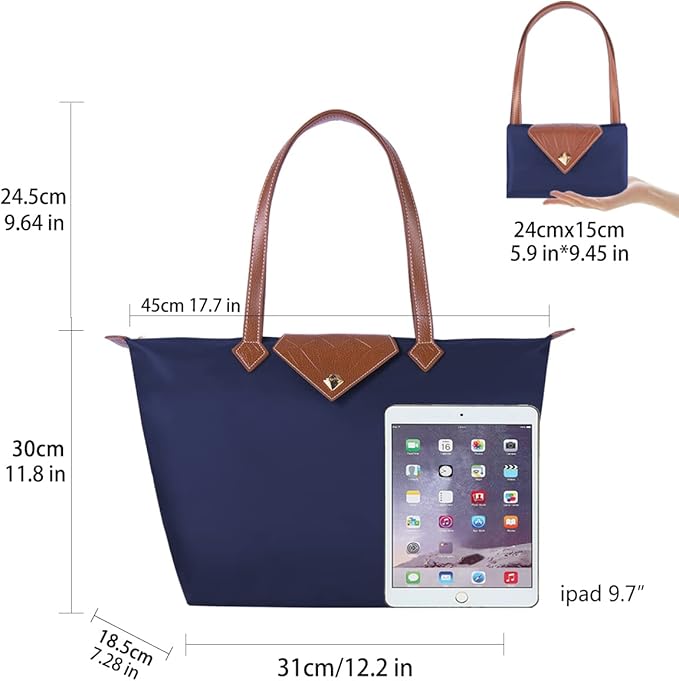 24.5cm
9.64 in
24cmx15cm
5.9 in*9.45 in
45cm 17.7 in
30cm
11.8 in
ipad 9.7”
18.5cm
7.28 in
31cm/12.2 in